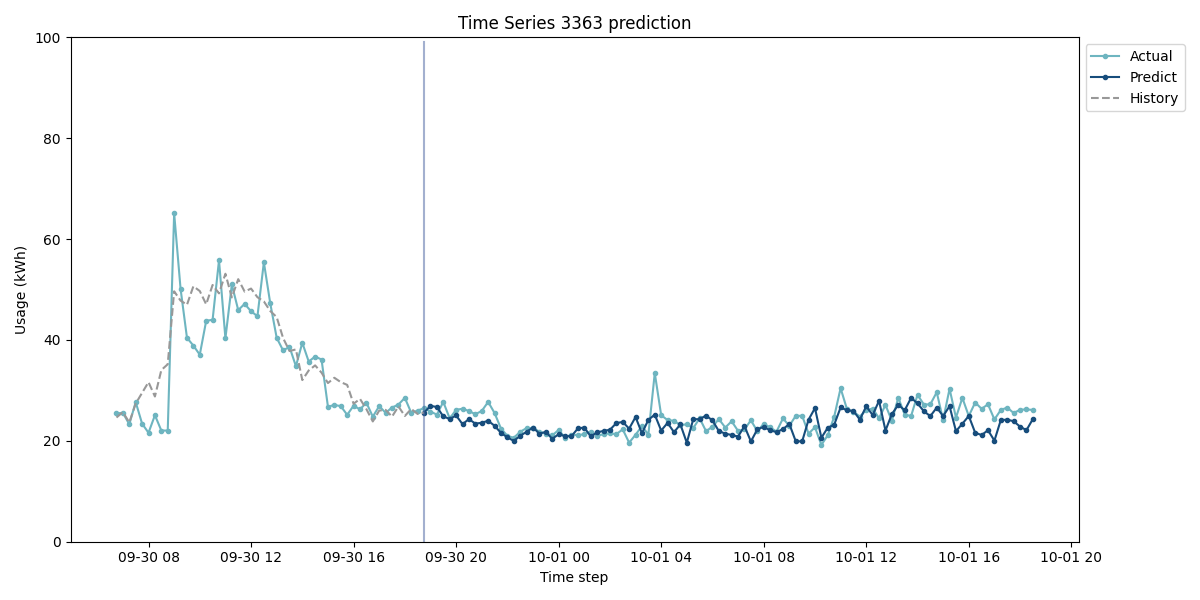 Time Series 3363 prediction
100
80
60
40
20
0
Usage (kWh)
09-30 08
09-30 12
09-30 16
09-30 20
10-01 00
10-01 04
10-01 08
10-01 12
10-01 16
10-01 20
Time step
Actual
Predict
History